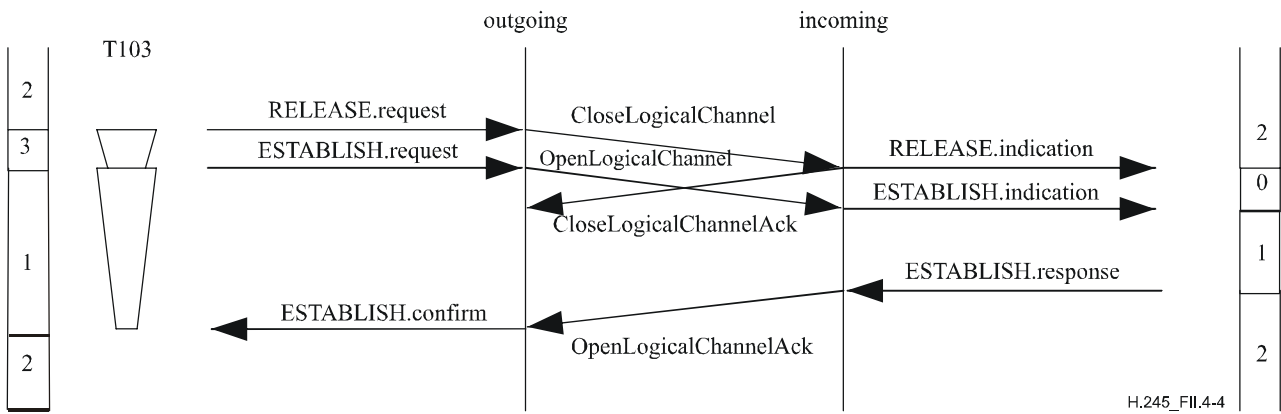 outgoing
incoming
T103
2
RELEASE.request
CloseLogicalChannel
2
3
ESTABLISH.request
OpenLogicalChannel
RELEASE.indication
0
ESTABLISH.indication
CloseLogicalChannelAck
1
1
ESTABLISH.response
ESTABLISH.confirm
OpenLogicalChannelAck
2
2
H.245_FII.4-4